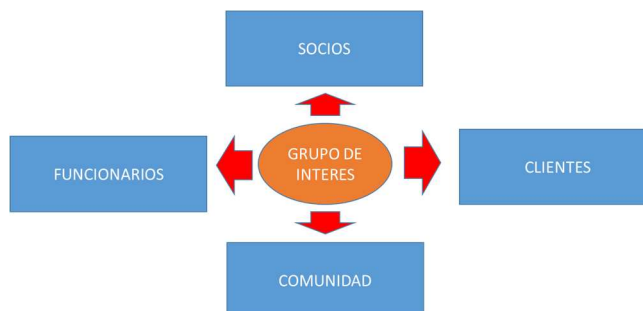 SOCIOS
FUNCIONARIOS
GRUPO DE
INTERES
CLIENTES
COMUNIDAD